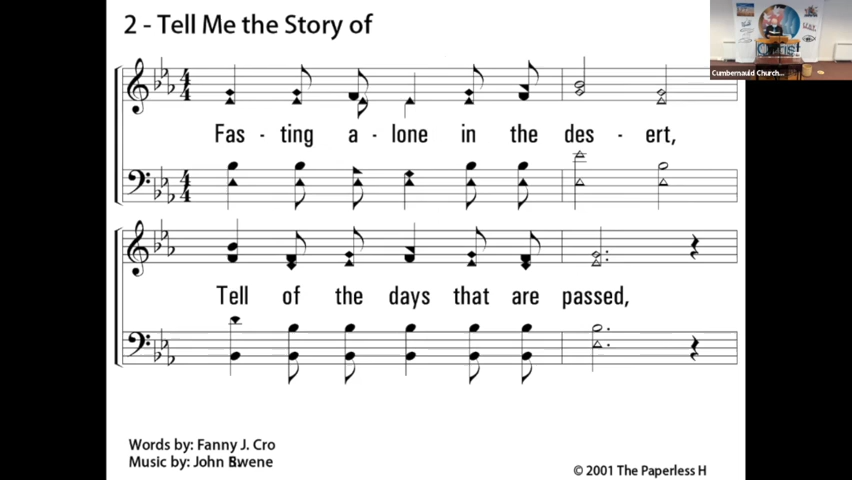 2 - Tell Me the Story of
Cumbernauld Church...
Fas - ting a - lone in the des - ert,
Tell of the days that are passed,
Words by: Fanny J. Cro
Music by: John
© 2001 The Paperless H